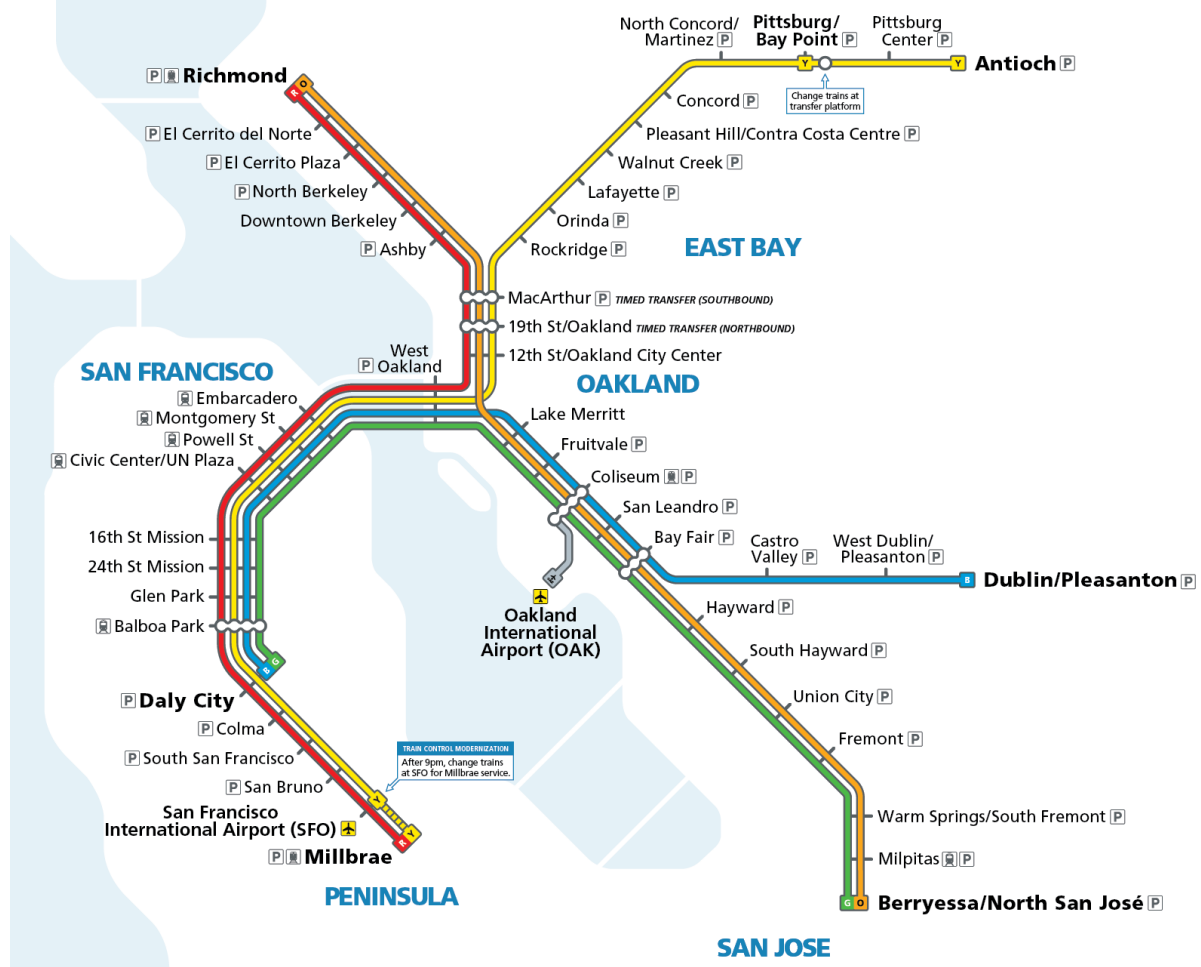 North Concord/
Martinez P
Pittsburg/
Bay Point P
Pittsburg
Center P
Y
Y
Antioch P
Change trains at
transfer platform
P Richmond
R
O
Concord P
P El Cerrito del Norte
Pleasant Hill/Contra Costa Centre P
P El Cerrito Plaza
Walnut Creek P
P North Berkeley
Lafayette P
Downtown Berkeley
Orinda P
P Ashby
Rockridge P
EAST BAY
MacArthur P TIMED TRANSFER (SOUTHBOUND)
19th St/Oakland TIMED TRANSFER (NORTHBOUND)
12th St/Oakland City Center
West
P Oakland
SAN FRANCISCO
OAKLAND
Embarcadero
Montgomery St
Powell St
Civic Center/UN Plaza
Lake Merritt
Fruitvale P
Coliseum P
San Leandro P
Bay Fair P
16th St Mission
24th St Mission
Glen Park
Balboa Park
Castro
Valley P
West Dublin/
Pleasanton P
B
Dublin/Pleasanton P
Oakland
International
Airport (OAK)
H
Hayward P
South Hayward P
Union City P
Fremont P
G
B
P Daly City
P Colma
P South San Francisco
P San Bruno
TRAIN CONTROL MODERNIZATION
After 9pm, change trains
at SFO for Millbrae service.
Y
San Francisco
International Airport (SFO)
Y
R
P Millbrae
PENINSULA
Warm Springs/South Fremont P
Milpitas P
G
O
Berryessa/North San José P
SAN JOSE